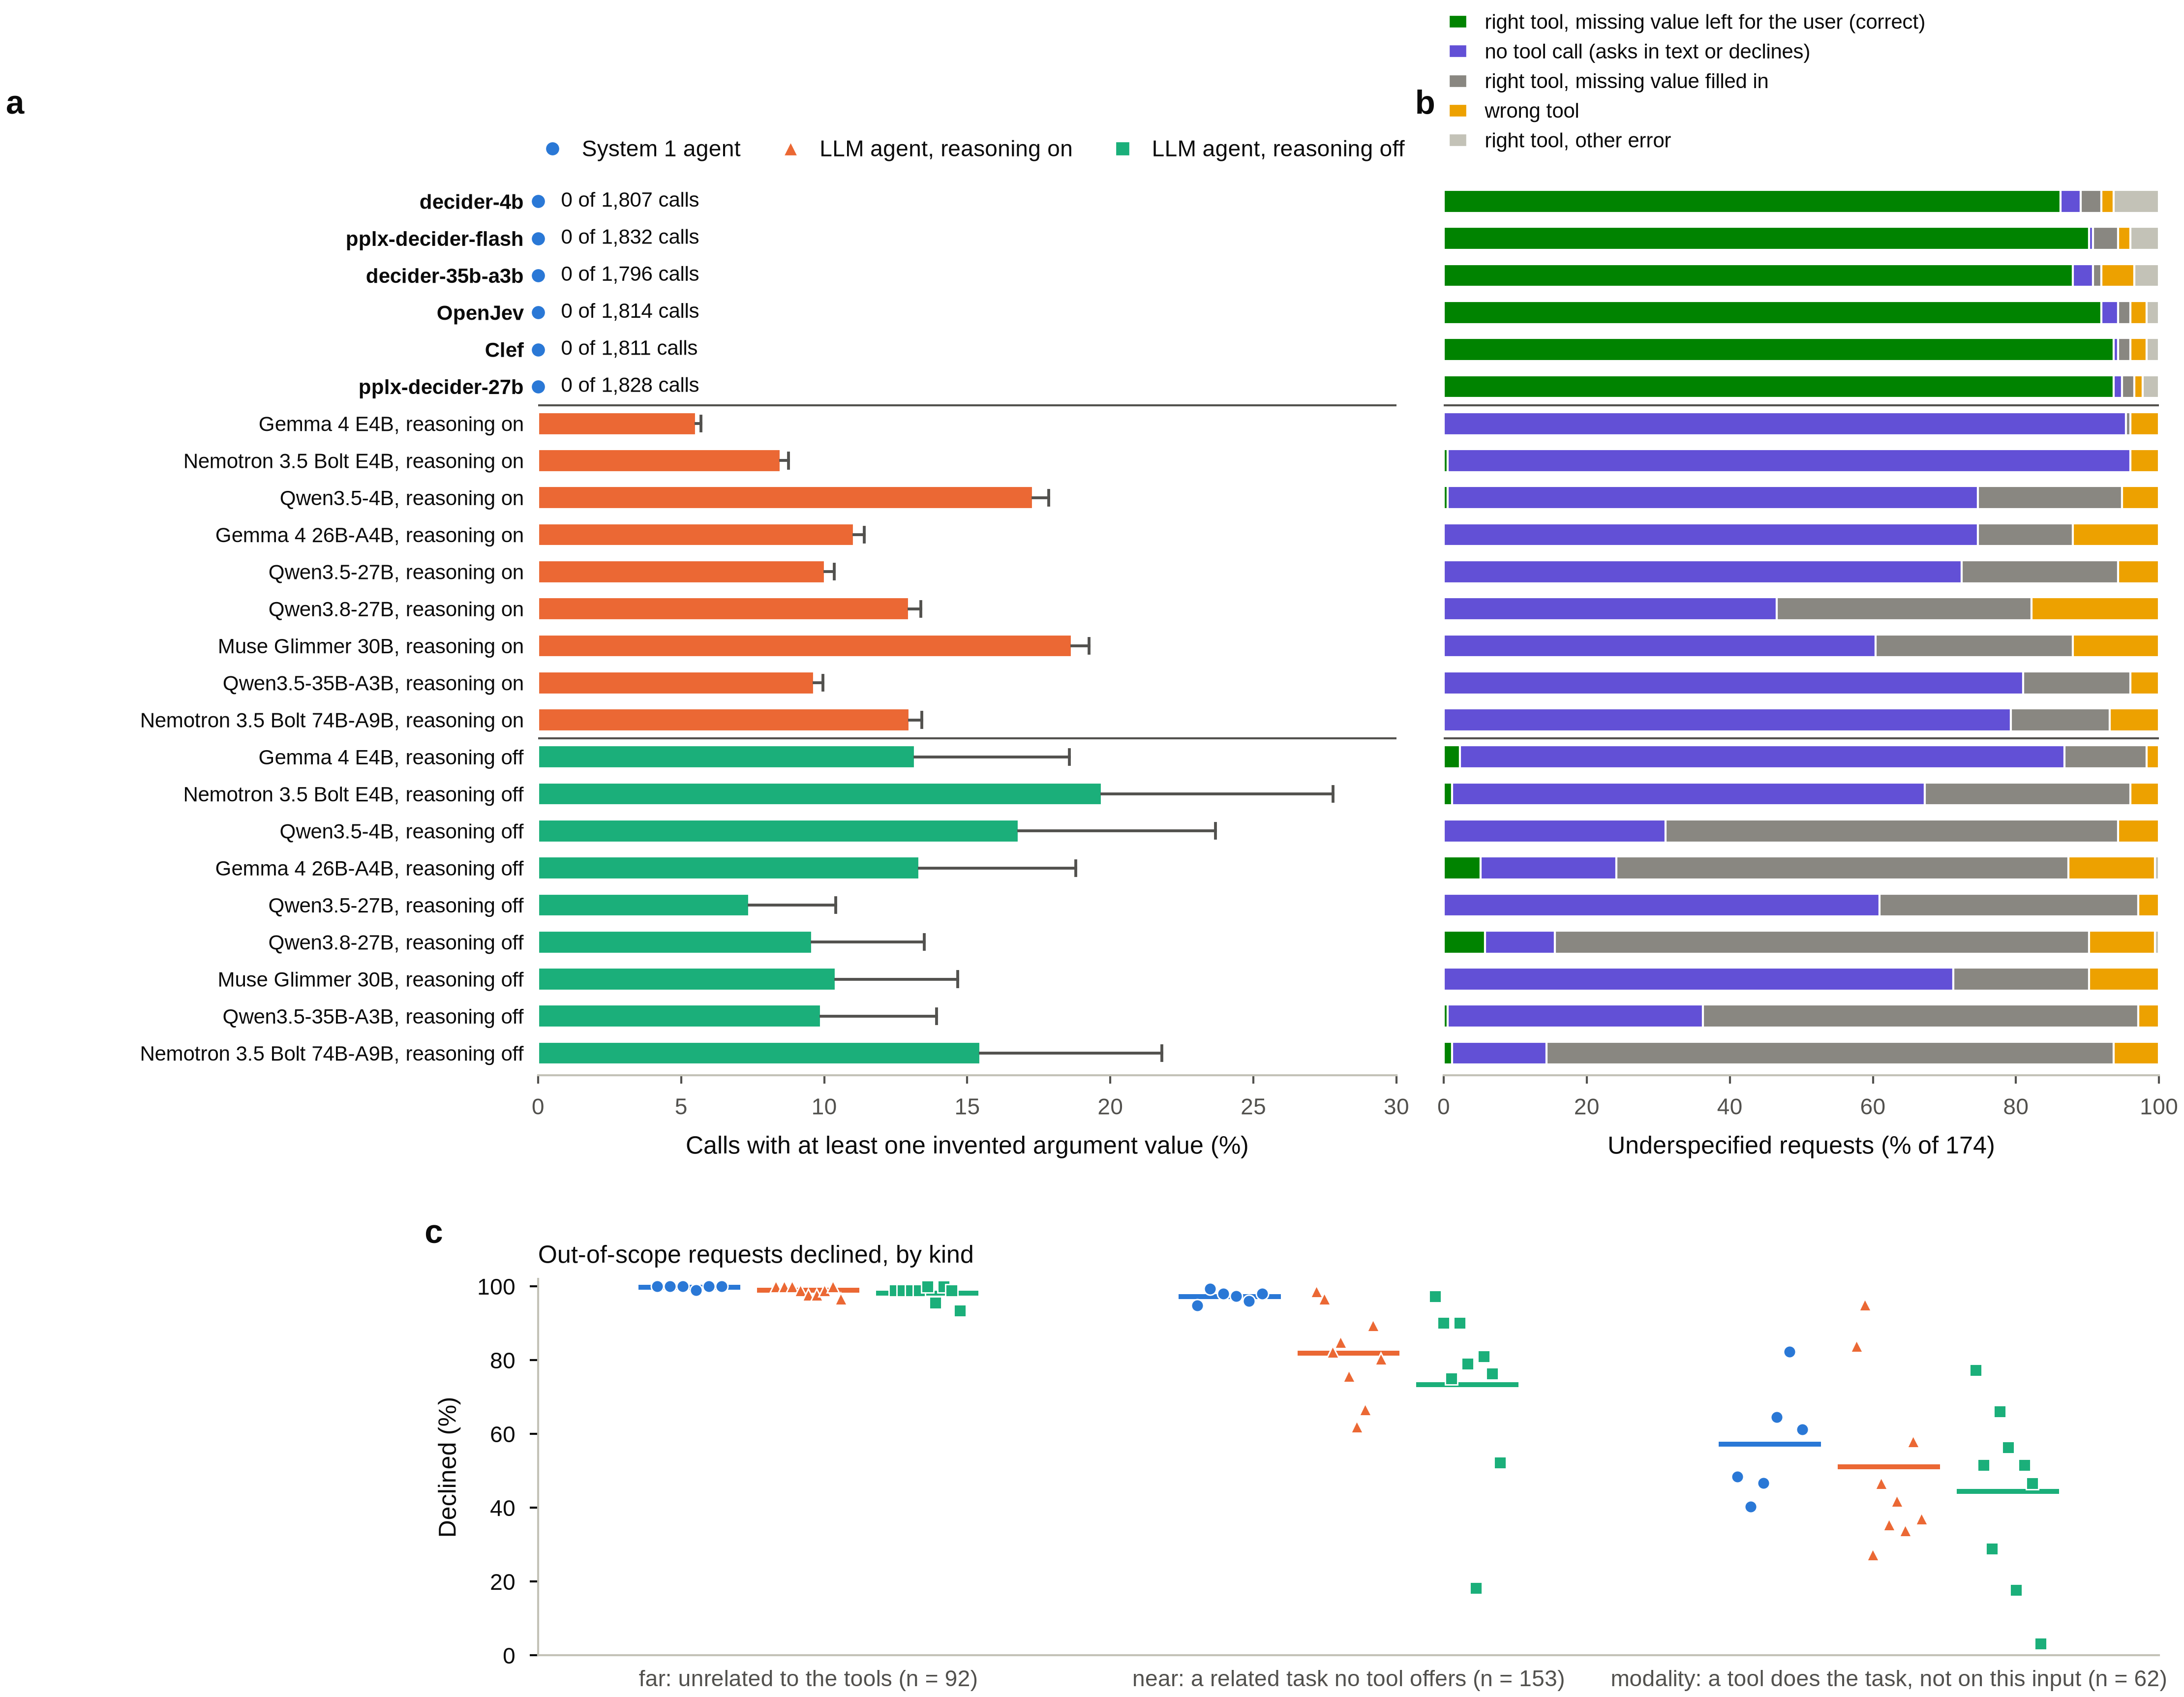 right tool, missing value left for the user (correct)
no tool call (asks in text or declines)
right tool, missing value filled in
wrong tool
right tool, other error
a
b
System 1 agent
LLM agent, reasoning on
LLM agent, reasoning off
decider-4b
0 of 1,807 calls
pplx-decider-flash
0 of 1,832 calls
decider-35b-a3b
0 of 1,796 calls
OpenJev
0 of 1,814 calls
Clef
0 of 1,811 calls
pplx-decider-27b
0 of 1,828 calls
Gemma 4 E4B, reasoning on
Nemotron 3.5 Bolt E4B, reasoning on
Qwen3.5-4B, reasoning on
Gemma 4 26B-A4B, reasoning on
Qwen3.5-27B, reasoning on
Qwen3.8-27B, reasoning on
Muse Glimmer 30B, reasoning on
Qwen3.5-35B-A3B, reasoning on
Nemotron 3.5 Bolt 74B-A9B, reasoning on
Gemma 4 E4B, reasoning off
Nemotron 3.5 Bolt E4B, reasoning off
Qwen3.5-4B, reasoning off
Gemma 4 26B-A4B, reasoning off
Qwen3.5-27B, reasoning off
Qwen3.8-27B, reasoning off
Muse Glimmer 30B, reasoning off
Qwen3.5-35B-A3B, reasoning off
Nemotron 3.5 Bolt 74B-A9B, reasoning off
0 5 10 15 20 25 30
Calls with at least one invented argument value (%)
0 20 40 60 80 100
Underspecified requests (% of 174)
c
Out-of-scope requests declined, by kind
Declined (%)
100
80
60
40
20
0
far: unrelated to the tools (n = 92)
near: a related task no tool offers (n = 153)
modality: a tool does the task, not on this input (n = 62)